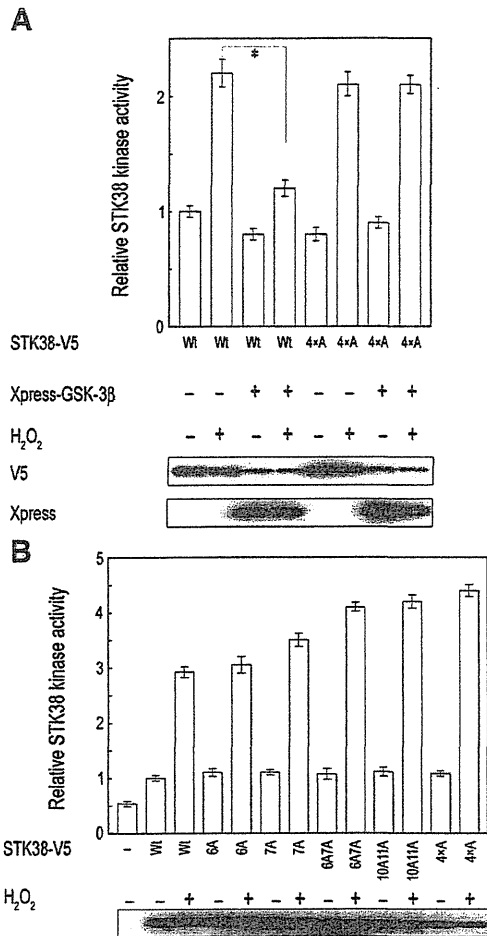 A
Relative STK38 kinase activity
2
1
0
*
STK38-V5 Wt Wt Wt Wt 4×A 4×A 4×A 4×A
Xpress-GSK-3β – – + + – – + +
H₂O₂ – + – + – + – +
V5
Xpress
B
Relative STK38 kinase activity
5
4
3
2
1
0
STK38-V5 – Wt Wt 6A 6A 7A 7A 6A7A 6A7A 10A11A 10A11A 4×A 4×A
H₂O₂ – – + – + – + – + – + – +